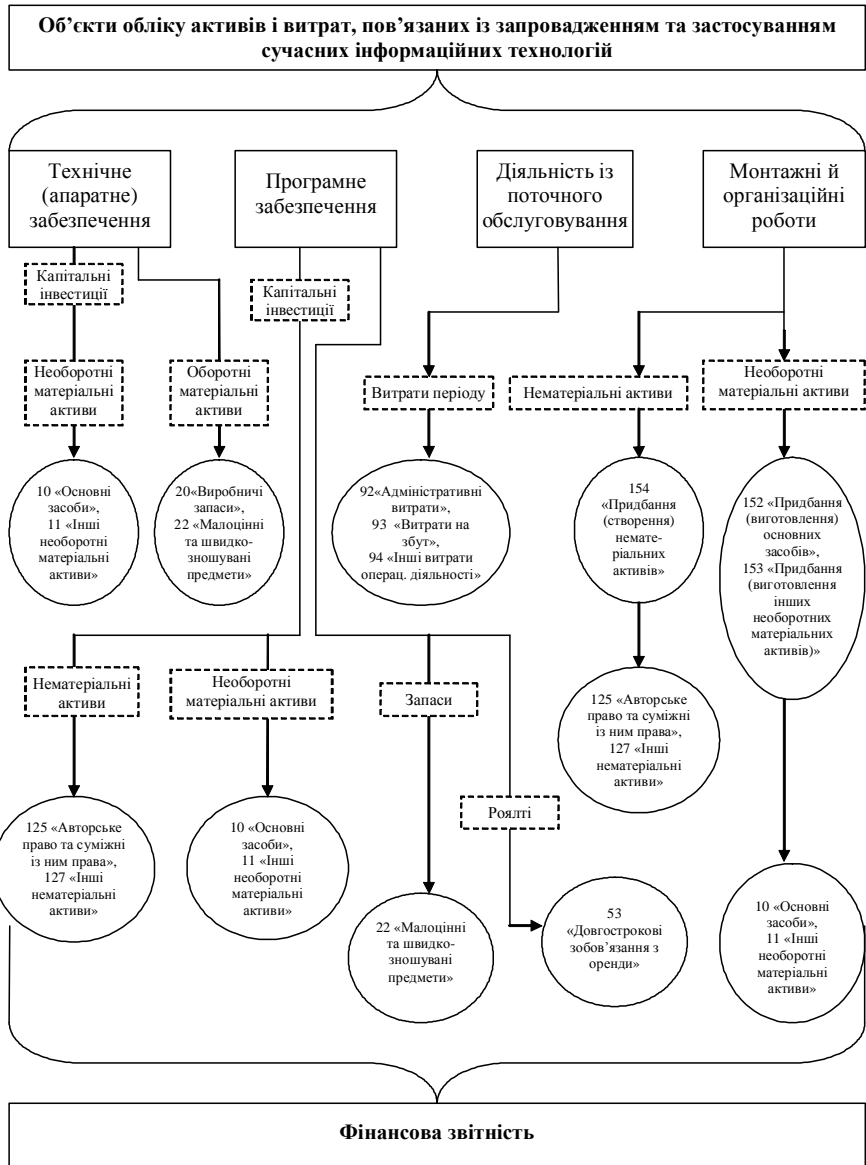 Об’єкти обліку активів і витрат, пов’язаних із запровадженням та застосуванням
сучасних інформаційних технологій
Технічне
(апаратне)
забезпечення
Програмне
забезпечення
Діяльність із
поточного
обслуговування
Монтажні й
організаційні
роботи
Капітальні
інвестиції
Капітальні
інвестиції
Необоротні
матеріальні
активи
Оборотні
матеріальні
активи
Витрати періоду
Нематеріальні активи
Необоротні
матеріальні активи
10 «Основні
засоби»,
11 «Інші
необоротні
матеріальні
активи»
20«Виробничі
запаси»,
22 «Малоцінні
та швидко-
зношувані
предмети»
92«Адміністративні
витрати»,
93 «Витрати на
збут»,
94 «Інші витрати
операц. діяльності»
154
«Придбання
(створення)
немате-
ріальних
активів»
152 «Придбання
(виготовлення)
основних
засобів»,
153 «Придбання
(виготовлення
інших
необоротних
матеріальних
активів)»
Нематеріальні
активи
Необоротні
матеріальні активи
Запаси
125 «Авторське
право та суміжні
із ним права»,
127 «Інші
нематеріальні
активи»
Роялті
125 «Авторське
право та суміжні
із ним права»,
127 «Інші
нематеріальні
активи»
10 «Основні
засоби»,
11 «Інші
необоротні
матеріальні
активи»
22 «Малоцінні
та швидко-
зношувані
предмети»
53
«Довгострокові
зобов’язання з
оренди»
10 «Основні
засоби»,
11 «Інші
необоротні
матеріальні
активи»
Фінансова звітність